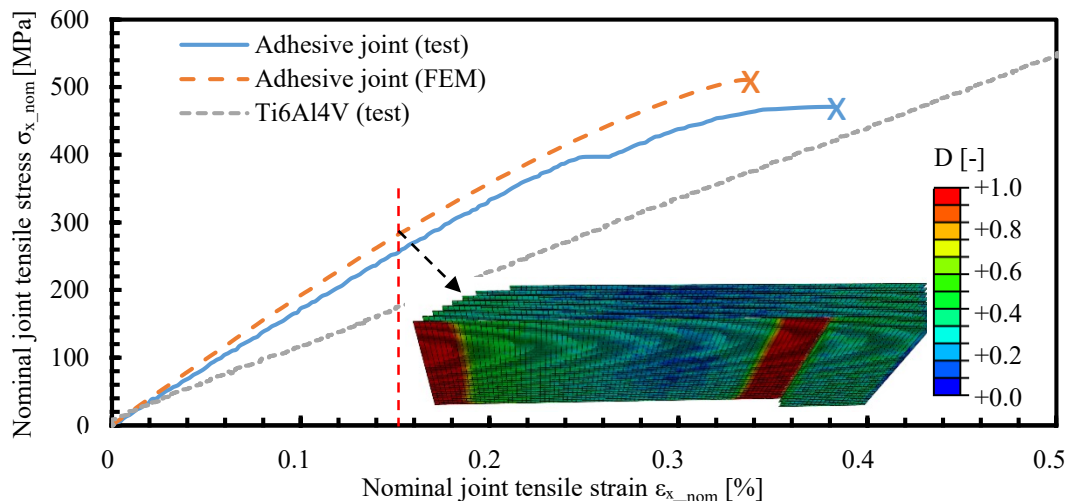 Nominal joint tensile stress σx_nom [MPa]
600
500
400
300
200
100
0
Adhesive joint (test)
Adhesive joint (FEM)
Ti6Al4V (test)
X
X
D [-]
+1.0
+0.8
+0.6
+0.4
+0.2
+0.0
0
0.1
0.2
0.3
0.4
0.5
Nominal joint tensile strain εx_nom [%]